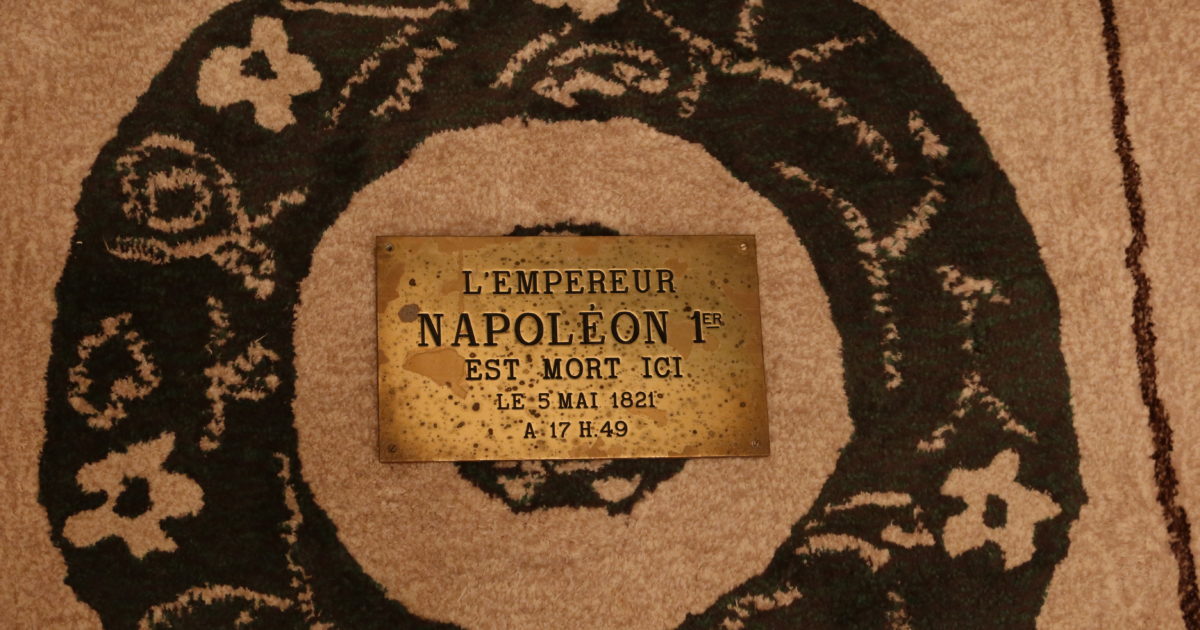 L'EMPEREUR
NAPOLÉON 1ER
EST MORT ICI
LE 5 MAI 1821
A 17 H.49